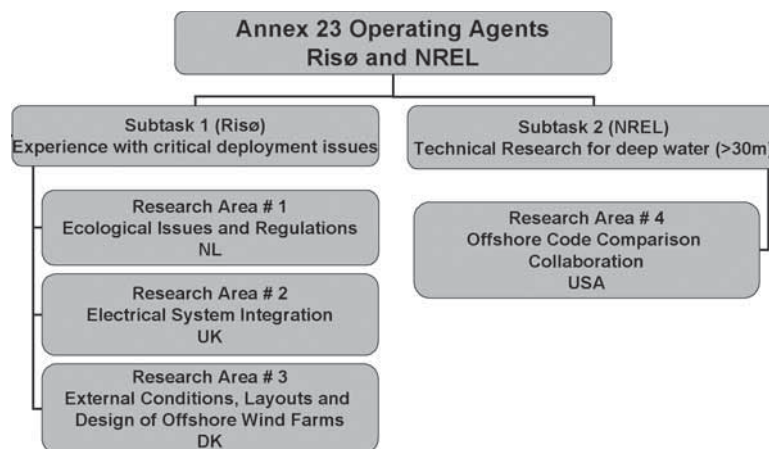 Annex 23 Operating Agents
Risø and NREL
Subtask 1 (Risø)
Experience with critical deployment issues
Subtask 2 (NREL)
Technical Research for deep water (>30m)
Research Area # 1
Ecological Issues and Regulations
NL
Research Area # 2
Electrical System Integration
UK
Research Area # 3
External Conditions, Layouts and
Design of Offshore Wind Farms
DK
Research Area # 4
Offshore Code Comparison
Collaboration
USA